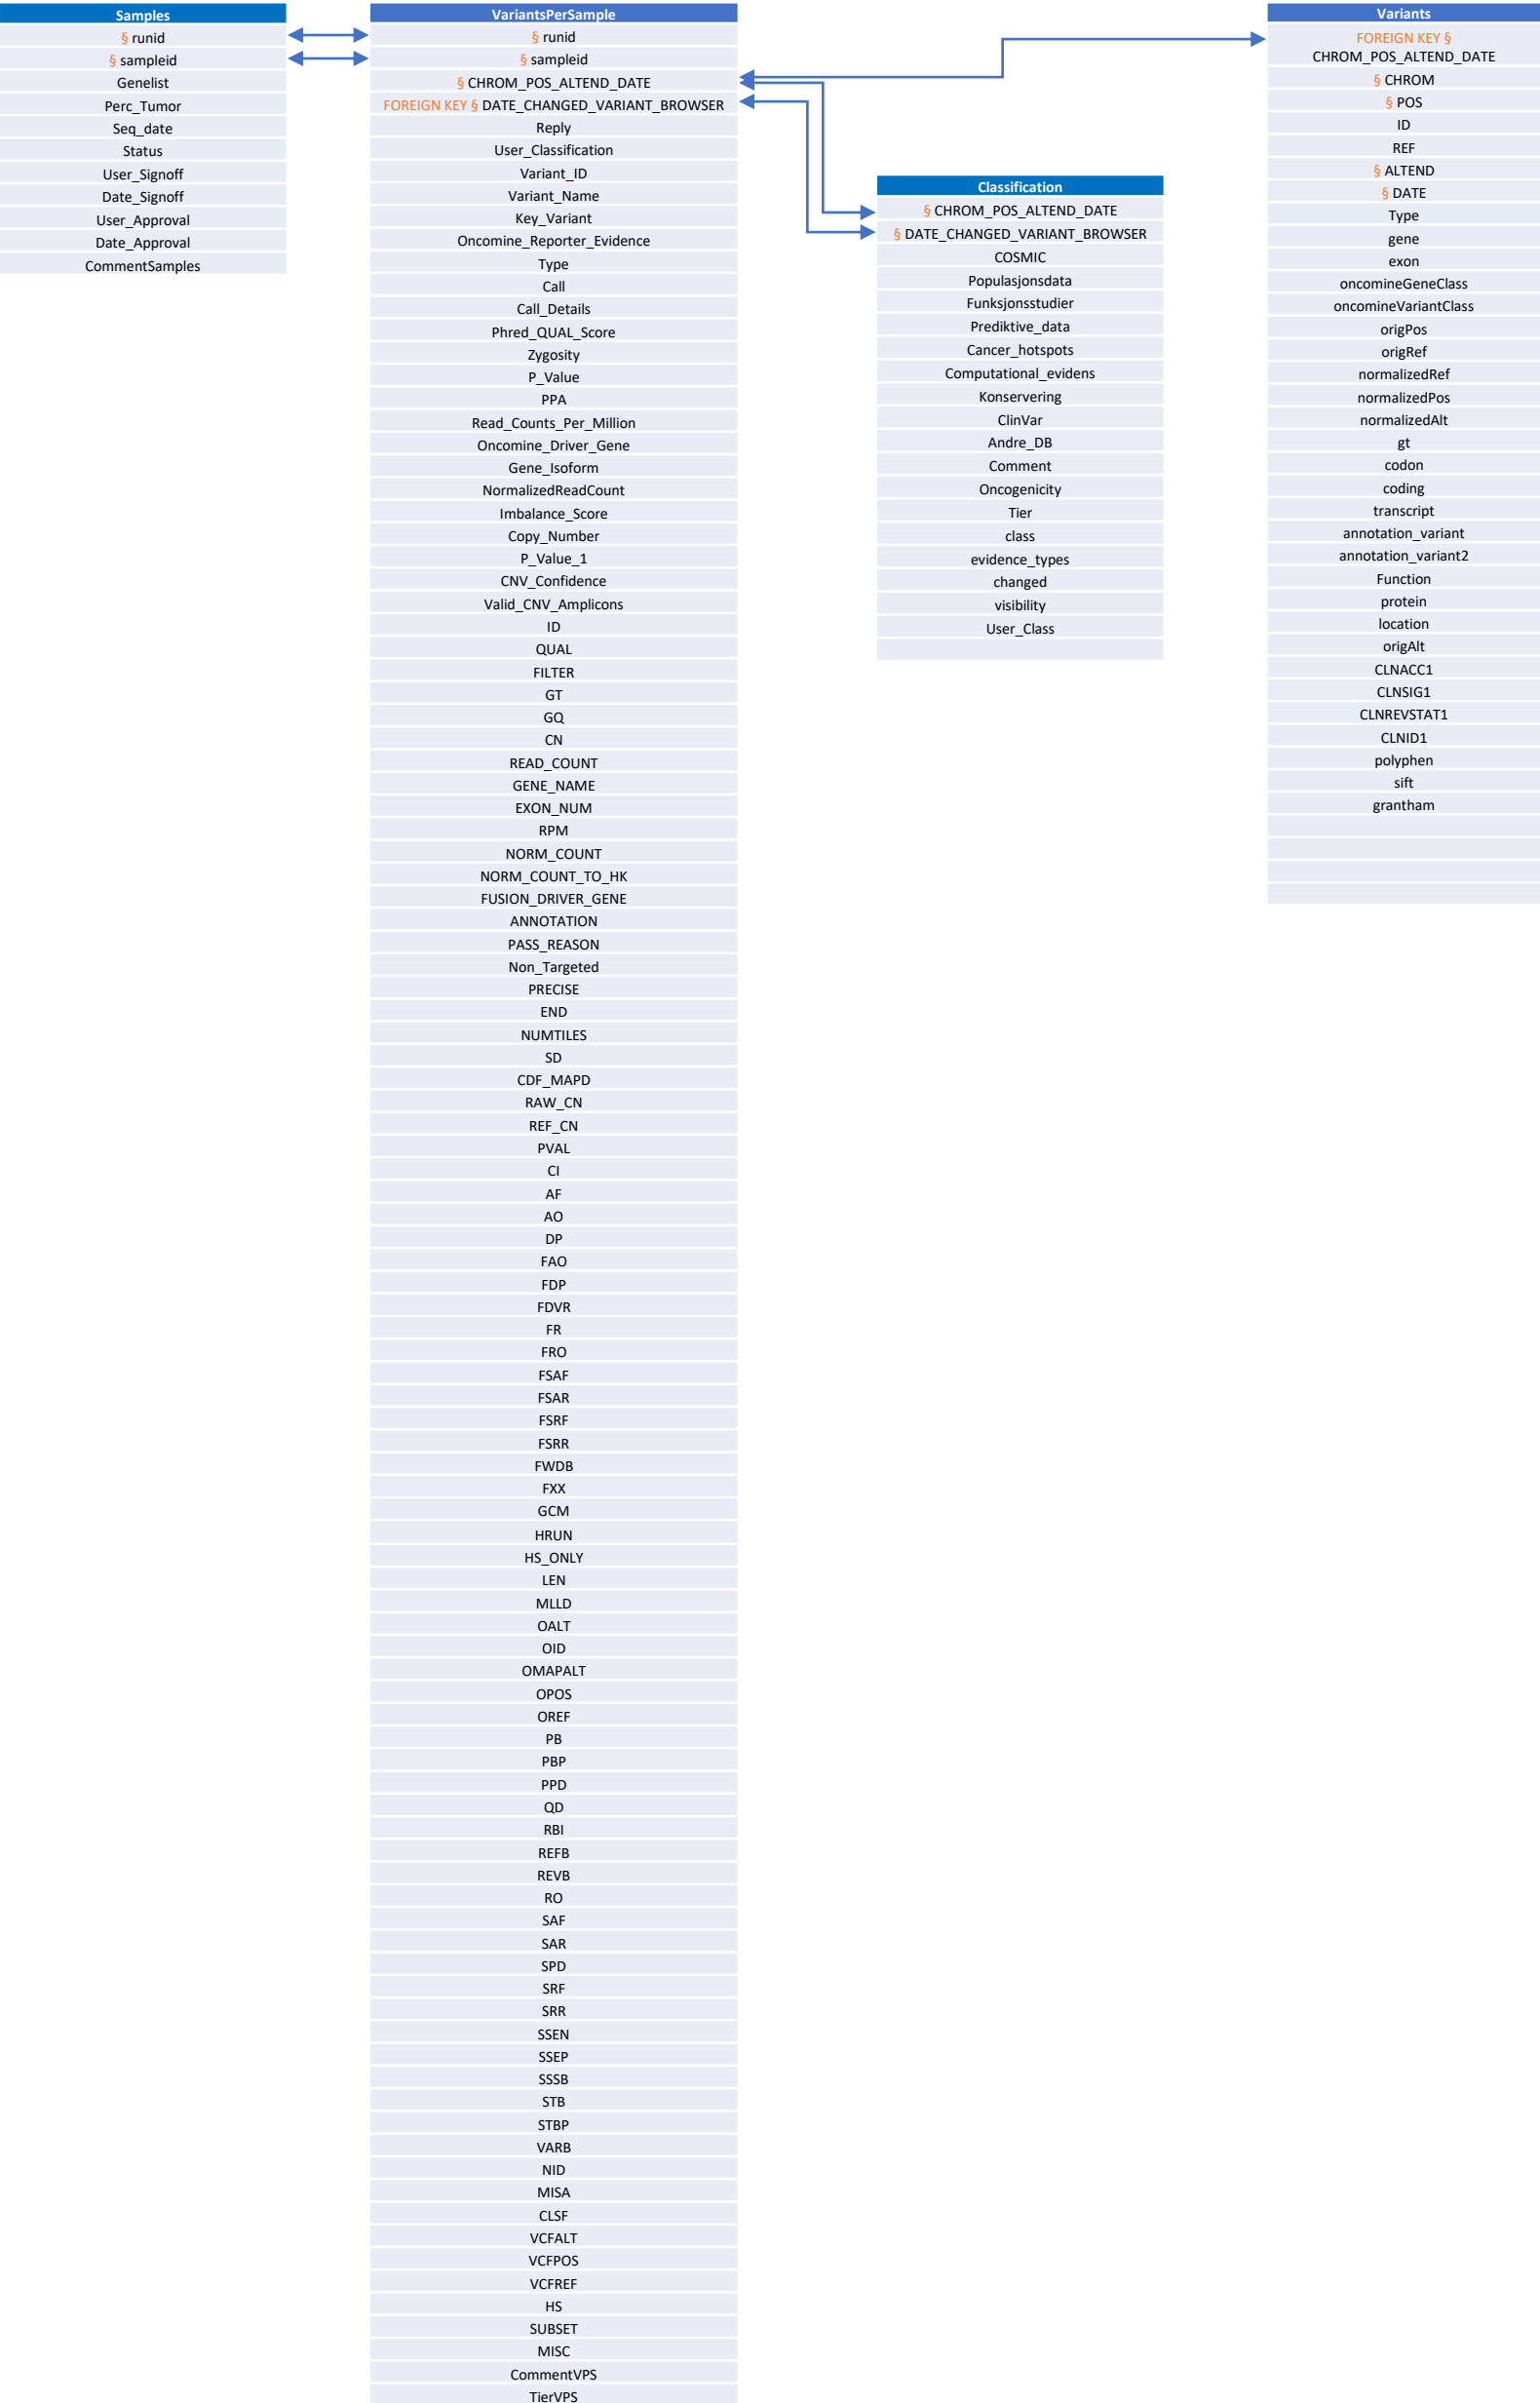 Samples
§ runid
§ sampleid
Genelist
Perc_Tumor
Seq_date
Status
User_Signoff
Date_Signoff
User_Approval
Date_Approval
CommentSamples
VariantsPerSample
§ runid
§ sampleid
§ CHROM_POS_ALTEND_DATE
FOREIGN KEY § DATE_CHANGED_VARIANT_BROWSER
Reply
User_Classification
Variant_ID
Variant_Name
Key_Variant
Oncomine_Reporter_Evidence
Type
Call
Call_Details
Phred_QUAL_Score
Zygosity
P_Value
PPA
Read_Counts_Per_Million
Oncomine_Driver_Gene
Gene_Isoform
NormalizedReadCount
Imbalance_Score
Copy_Number
P_Value_1
CNV_Confidence
Valid_CNV_Amplicons
ID
QUAL
FILTER
GT
GQ
CN
READ_COUNT
GENE_NAME
EXON_NUM
RPM
NORM_COUNT
NORM_COUNT_TO_HK
FUSION_DRIVER_GENE
ANNOTATION
PASS_REASON
Non_Targeted
PRECISE
END
NUMTILES
SD
CDF_MAPD
RAW_CN
REF_CN
PVAL
CI
AF
AO
DP
FAO
FDP
FDVR
FR
FRO
FSAF
FSAR
FSRF
FSRR
FWDB
FXX
GCM
HRUN
HS_ONLY
LEN
MLLD
OALT
OID
OMAPALT
OPOS
OREF
PB
PBP
PPD
QD
RBI
REFB
REVB
RO
SAF
SAR
SPD
SRF
SRR
SSEN
SSEP
SSSB
STB
STBP
VARB
NID
MISA
CLSF
VCFALT
VCFPOS
VCFREF
HS
SUBSET
MISC
CommentVPS
TierVPS
Classification
§ CHROM_POS_ALTEND_DATE
§ DATE_CHANGED_VARIANT_BROWSER
COSMIC
Populasjonsdata
Funksjonsstudier
Prediktive_data
Cancer_hotspots
Computational_evidens
Konservering
ClinVar
Andre_DB
Comment
Oncogenicity
Tier
class
evidence_types
changed
visibility
User_Class
Variants
FOREIGN KEY §
CHROM_POS_ALTEND_DATE
§ CHROM
§ POS
ID
REF
§ ALTEND
§ DATE
Type
gene
exon
oncomineGeneClass
oncomineVariantClass
origPos
origRef
normalizedRef
normalizedPos
normalizedAlt
gt
codon
coding
transcript
annotation_variant
annotation_variant2
Function
protein
location
origAlt
CLNACC1
CLNSIG1
CLNREVSTAT1
CLNID1
polyphen
sift
grantham